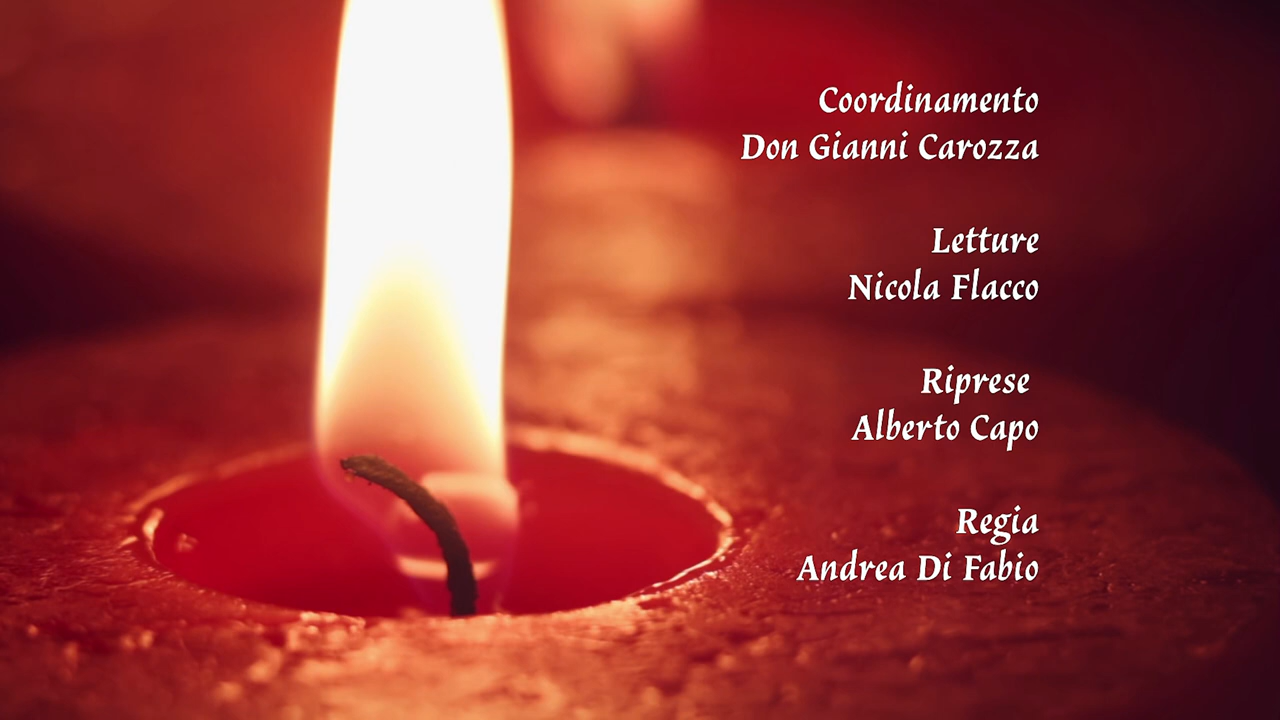 Coordinamento
Don Gianni Carozza
Letture
Nicola Flacco
Riprese
Alberto Capo
Regia
Andrea Di Fabio